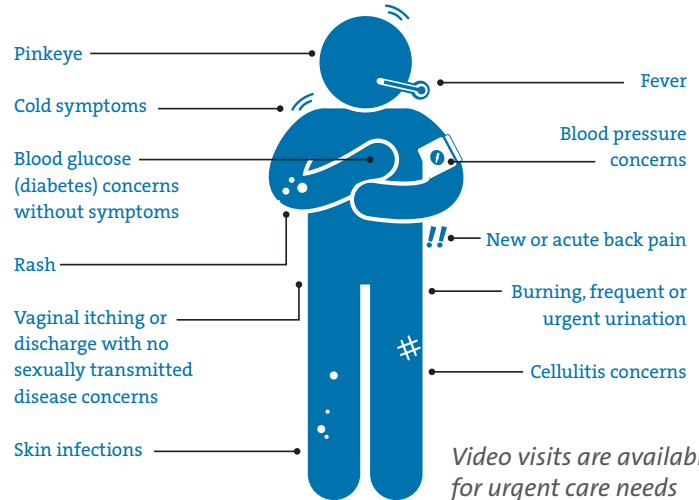 Pinkeye
Cold symptoms
Blood glucose
(diabetes) concerns
without symptoms
Rash
Vaginal itching or
discharge with no
sexually transmitted
disease concerns
Skin infections
Fever
Blood pressure
concerns
!!
New or acute back pain
Burning, frequent or
urgent urination
Cellulitis concerns
Video visits are
for urgent care needs